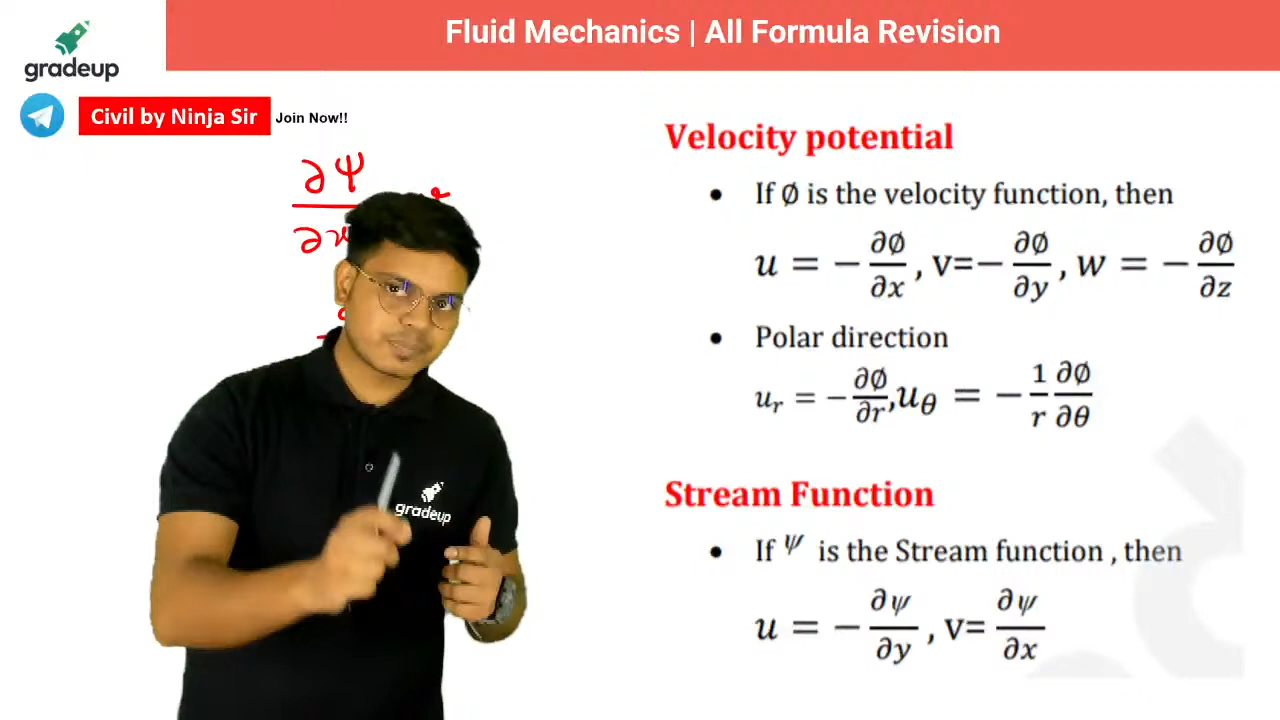 Fluid Mechanics | All Formula Revision
gradeup
Civil by Ninja Sir Join Now!!
∂ψ
∂x
gradeup
Velocity potential
• If ∅ is the velocity function, then
u = −∂∅/∂x, v=−∂∅/∂y, w = −∂∅/∂z
• Polar direction
uᵣ = −∂∅/∂r, u_θ = −1/r ∂∅/∂θ
Stream Function
• If ψ is the Stream function , then
u = −∂ψ/∂y, v= ∂ψ/∂x